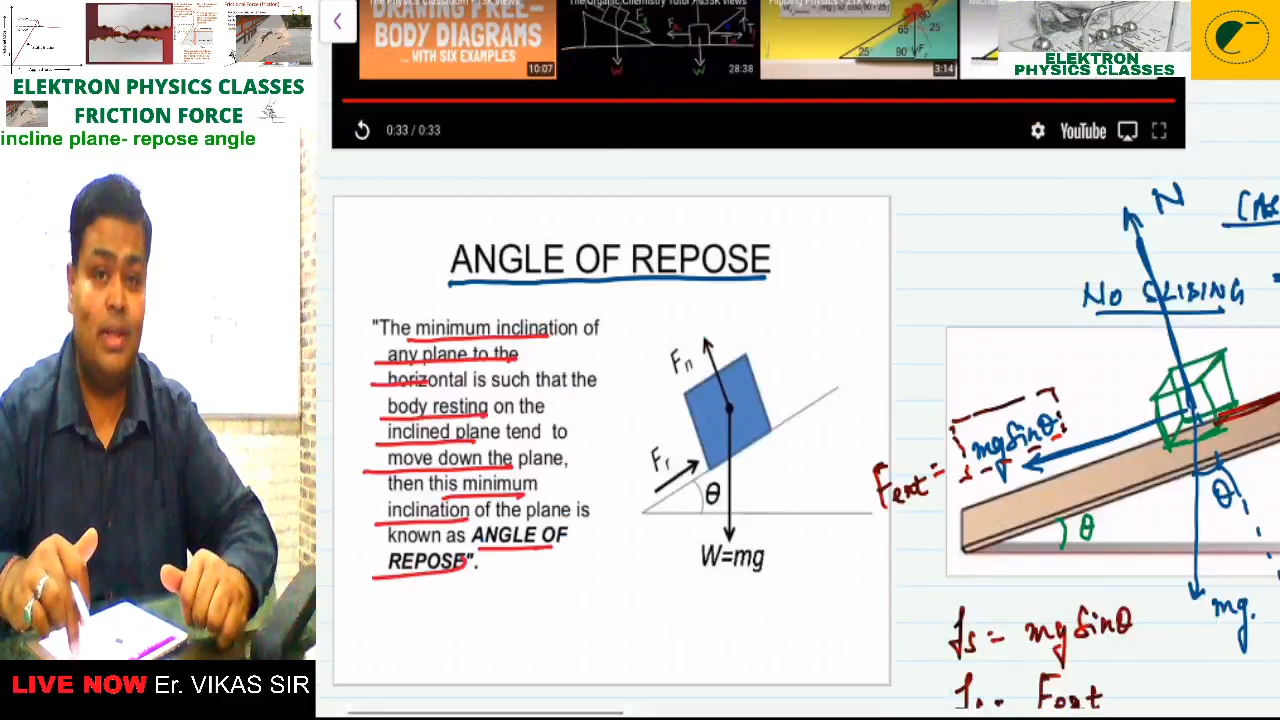 ELEKTRON PHYSICS CLASSES
FRICTION FORCE
incline plane- repose angle
BODY DIAGRAMS
... WITH SIX EXAMPLES
10:07
28:38
3:14
25°
65°
90°
W
W
ELEKTRON
PHYSICS CLASSES
0:33 / 0:33
YouTube
ANGLE OF REPOSE
"The minimum inclination of
any plane to the
horizontal is such that the
body resting on the
inclined plane tend to
move down the plane,
then this minimum
inclination of the plane is
known as ANGLE OF
REPOSE".
Fn
Fr
θ
W=mg
N
NO SLIDING
mg sinθ
Fext =
θ
θ
mg.
fs = mg sinθ
LIVE NOW Er. VIKAS SIR